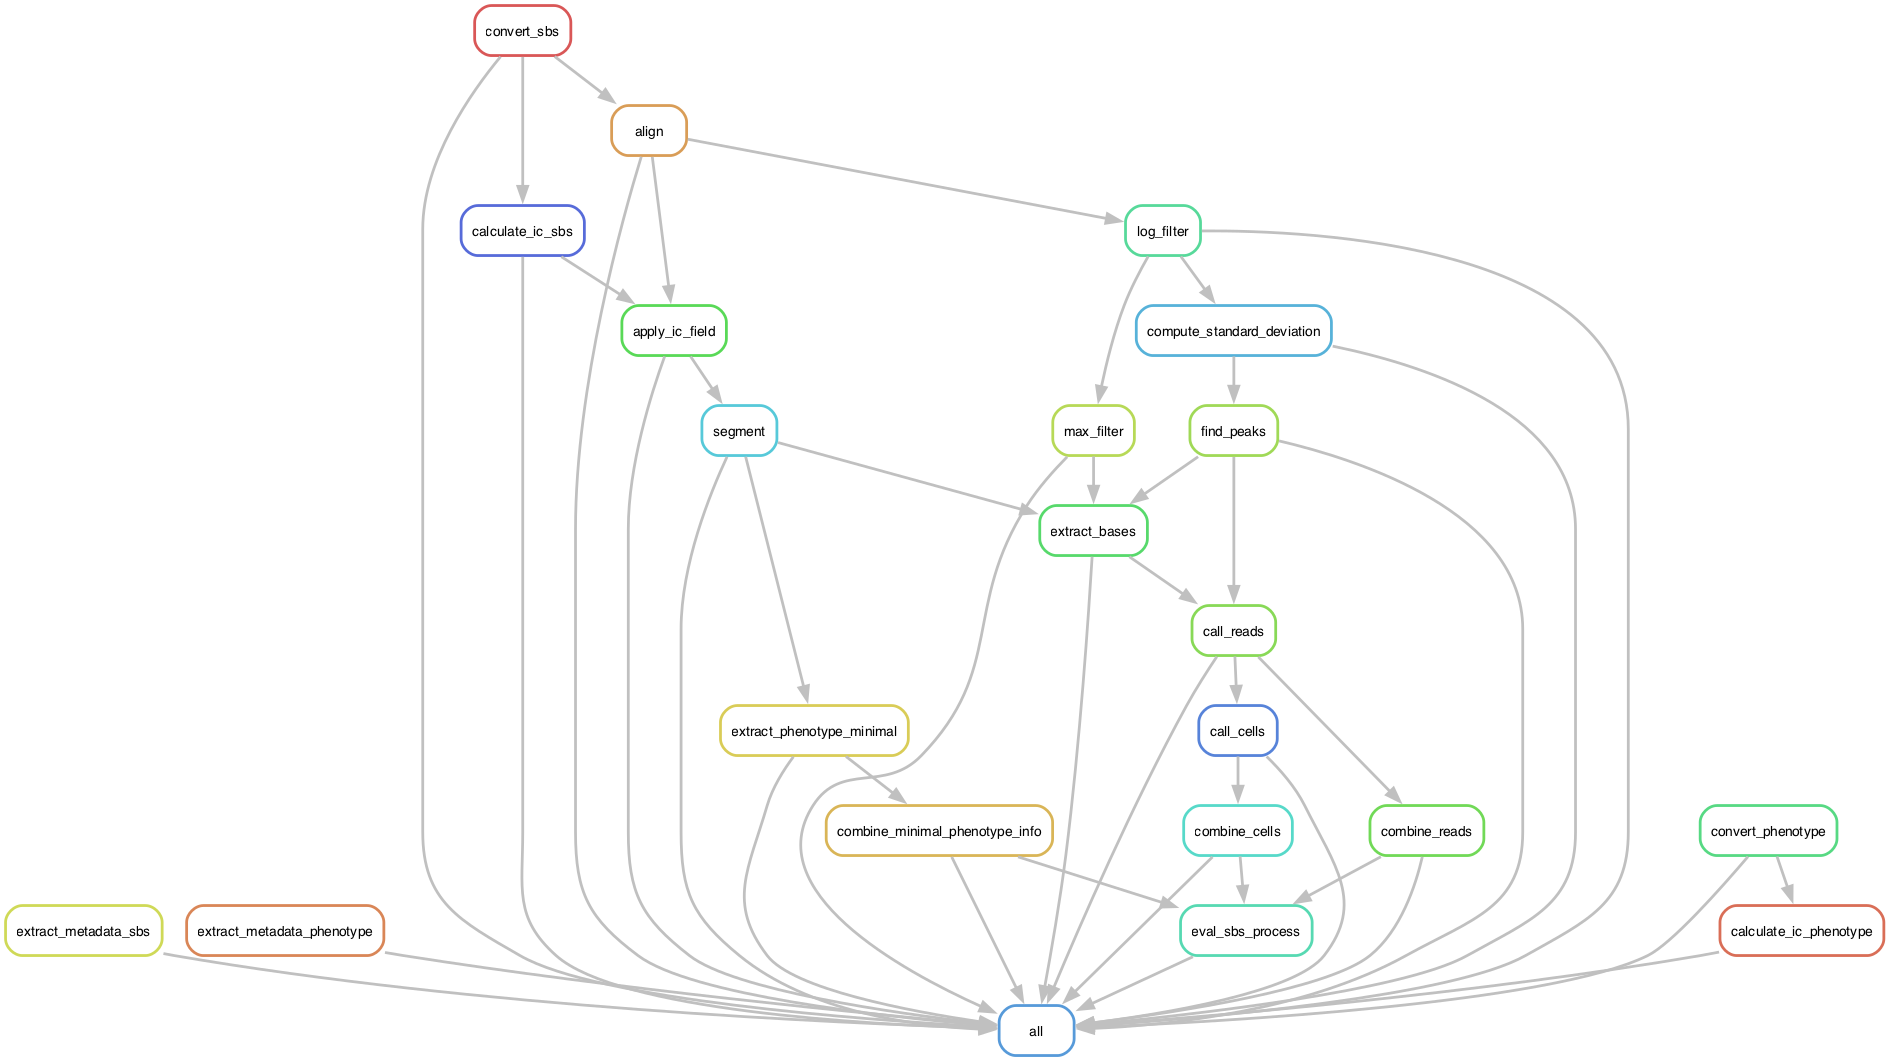 convert_sbs
align
calculate_ic_sbs
log_filter
apply_ic_field
compute_standard_deviation
segment
max_filter
find_peaks
extract_bases
call_reads
extract_phenotype_minimal
call_cells
combine_minimal_phenotype_info
combine_cells
combine_reads
convert_phenotype
extract_metadata_sbs
extract_metadata_phenotype
eval_sbs_process
calculate_ic_phenotype
all